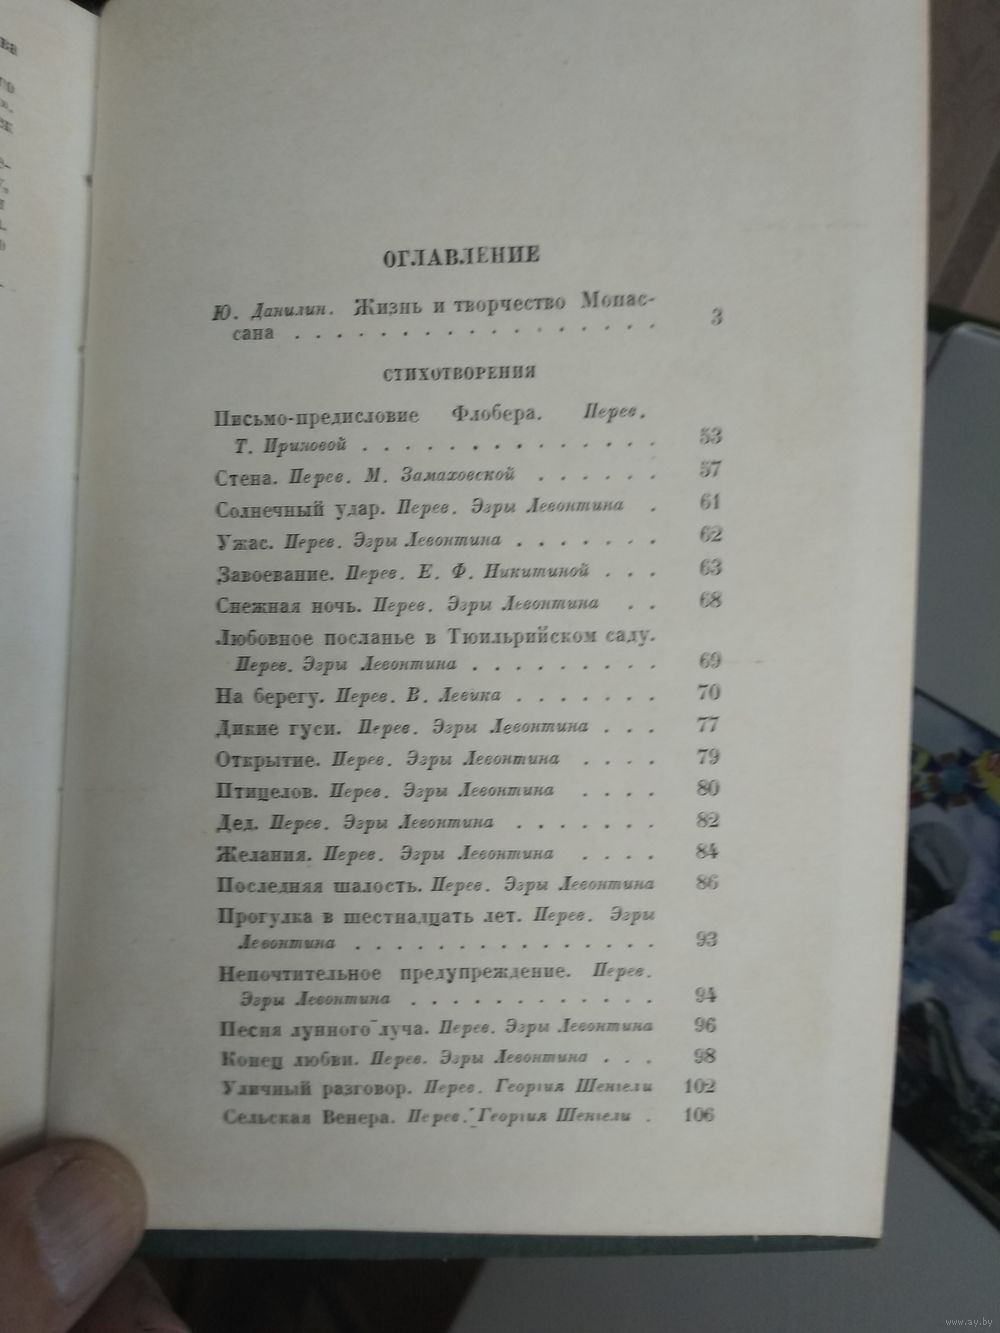 ОГЛАВЛЕНИЕ
Ю. Данилин. Жизнь и творчество Мопас-
сана . . . . . . . . . . . . . . . . 3
СТИХОТВОРЕНИЯ
Письмо-предисловие Флобера. Перев.
Т. Ириновой . . . . . . . . . . . . . 53
Стена. Перев. М. Замаховской . . . . . 57
Солнечный удар. Перев. Эзры Левонтина . 61
Ужас. Перев. Эзры Левонтина . . . . . . 62
Завоевание. Перев. Е. Ф. Никитиной . . . 63
Снежная ночь. Перев. Эзры Левонтина . . 68
Любовное посланье в Тюильрийском саду.
Перев. Эзры Левонтина . . . . . . . . 69
На берегу. Перев. В. Левика . . . . . . 70
Дикие гуси. Перев. Эзры Левонтина . . . 77
Открытие. Перев. Эзры Левонтина . . . . 79
Птицелов. Перев. Эзры Левонтина . . . . 80
Дед. Перев. Эзры Левонтина . . . . . . 82
Желания. Перев. Эзры Левонтина . . . . 84
Последняя шалость. Перев. Эзры Левонтина 86
Прогулка в шестнадцать лет. Перев. Эзры
Левонтина . . . . . . . . . . . . . . 93
Непочтительное предупреждение. Перев.
Эзры Левонтина . . . . . . . . . . . 94
Песня лунного луча. Перев. Эзры Левонтина 96
Конец любви. Перев. Эзры Левонтина . . . 98
Уличный разговор. Перев. Георгия Шенгели 102
Сельская Венера. Перев. Георгия Шенгели . 106
www.ay.by